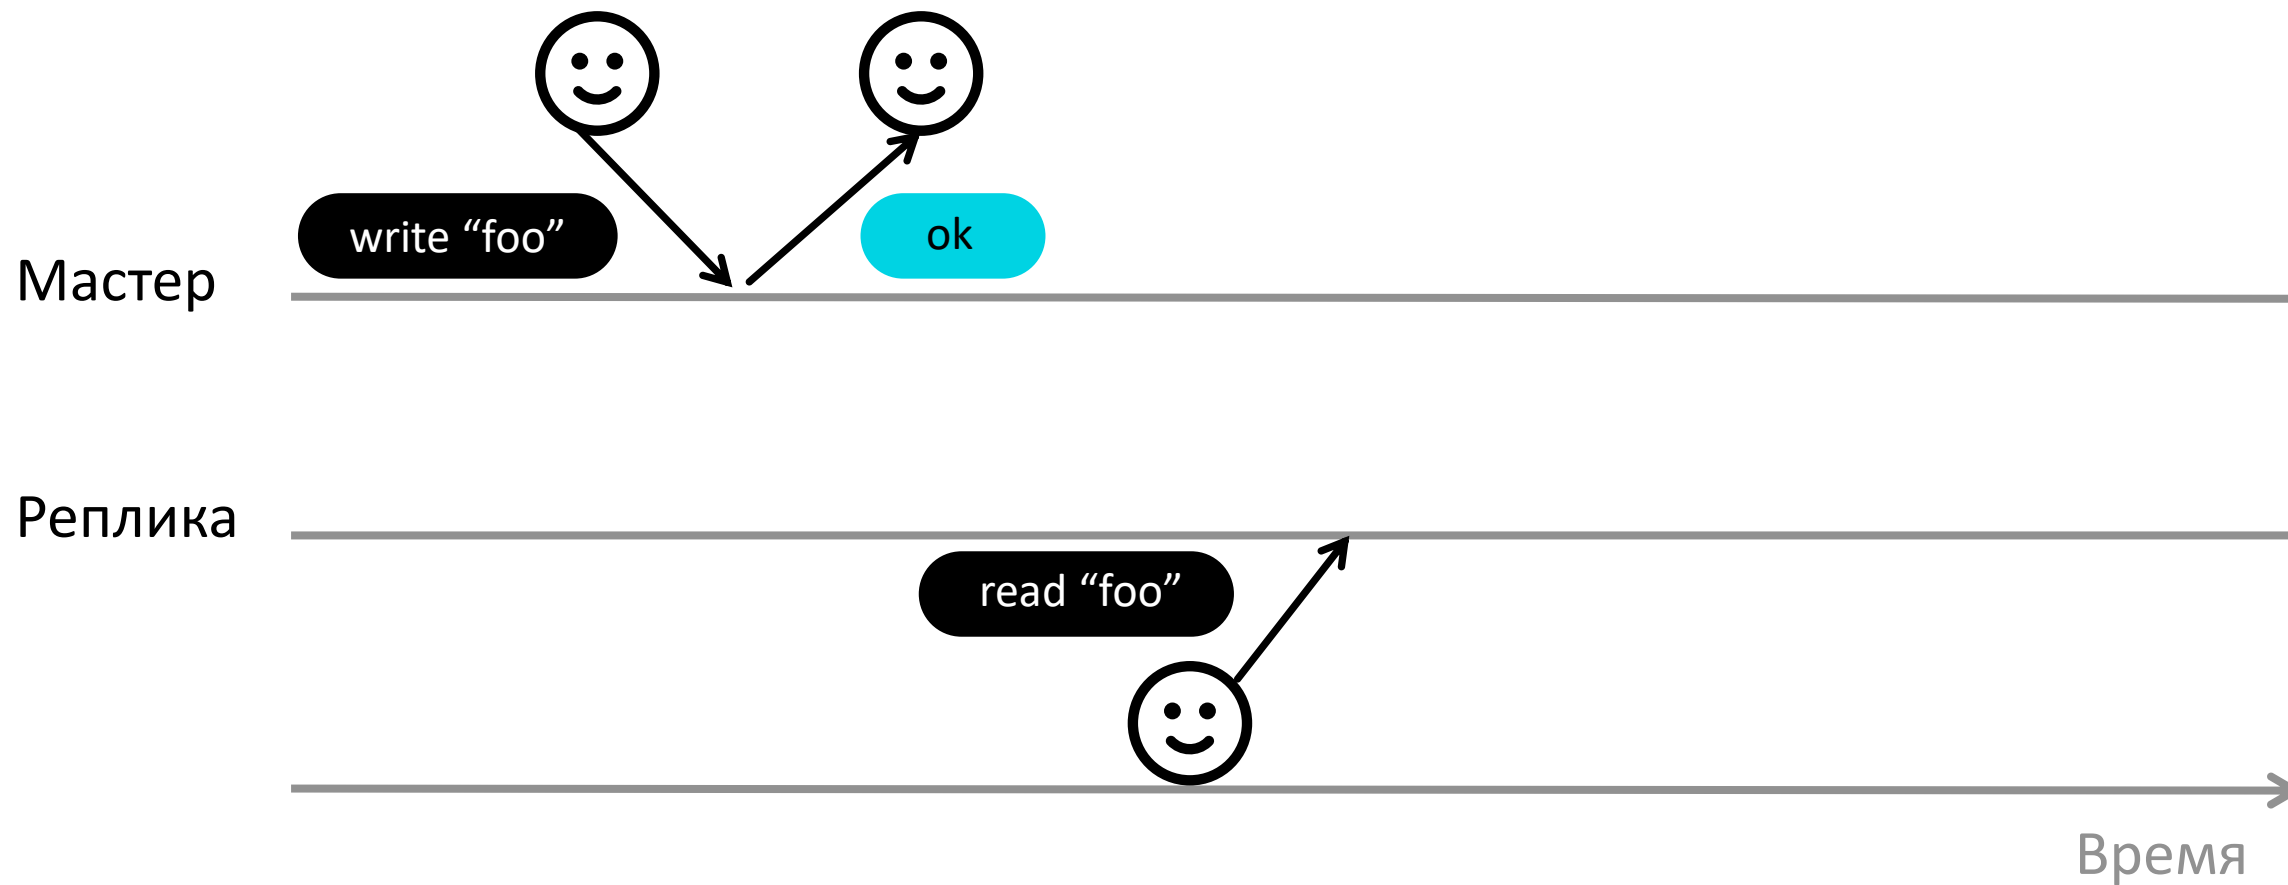 write “foo”
ok
Мастер
Реплика
read “foo”
Время